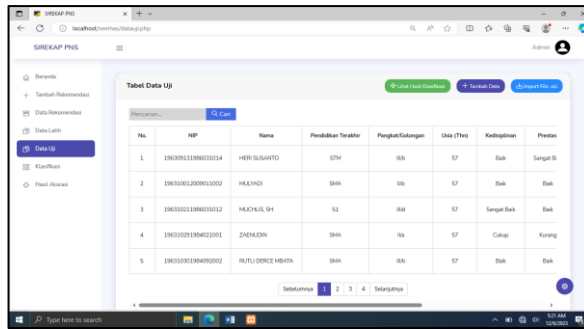 SIREKAP PNS
localhost/semhas/datauji.php
SIREKAP PNS
Admin
Beranda
Tambah Rekomendasi
Data Rekomendasi
Data Latih
Data Uji
Klasifikasi
Hasil Akurasi
Tabel Data Uji
Lihat Hasil Klasifikasi
Tambah Data
Import File .xls
Pencarian...
Cari
No. NIP Nama Pendidikan Terakhir Pangkat/Golongan Usia (Thn) Kedisiplinan Prestas
1. 196309131986031014 HERI SUSANTO STM III/b 57 Baik Sangat B
2. 196310012009011002 MULYADI SMA II/b 57 Baik Baik
3. 196310211986031012 MUCHLIS, SH S1 III/d 57 Sangat Baik Baik
4. 196310291984021001 ZAENUDIN SMA 57 Cukup Kurang
5. 196310301984092002 RUTLI DERCE MBATA SMA III/b 57 Baik Baik
Sebelumnya 1 2 3 4 Selanjutnya
Type here to search
5:21 AM
12/6/2023